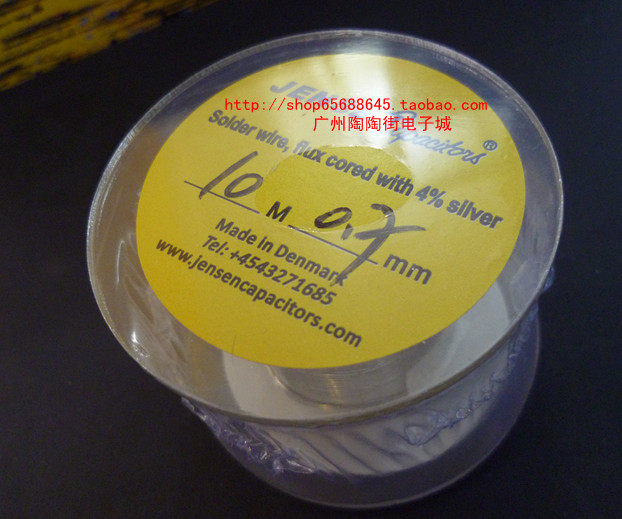 JENSEN
http://shop65688645.taobao.com
广州陶陶街电子城
Capacitors ®
Solder wire, flux cored with 4% silver
10 M 0.7 mm
Made in Denmark
Tel: +4543271685
www.jensencapacitors.com